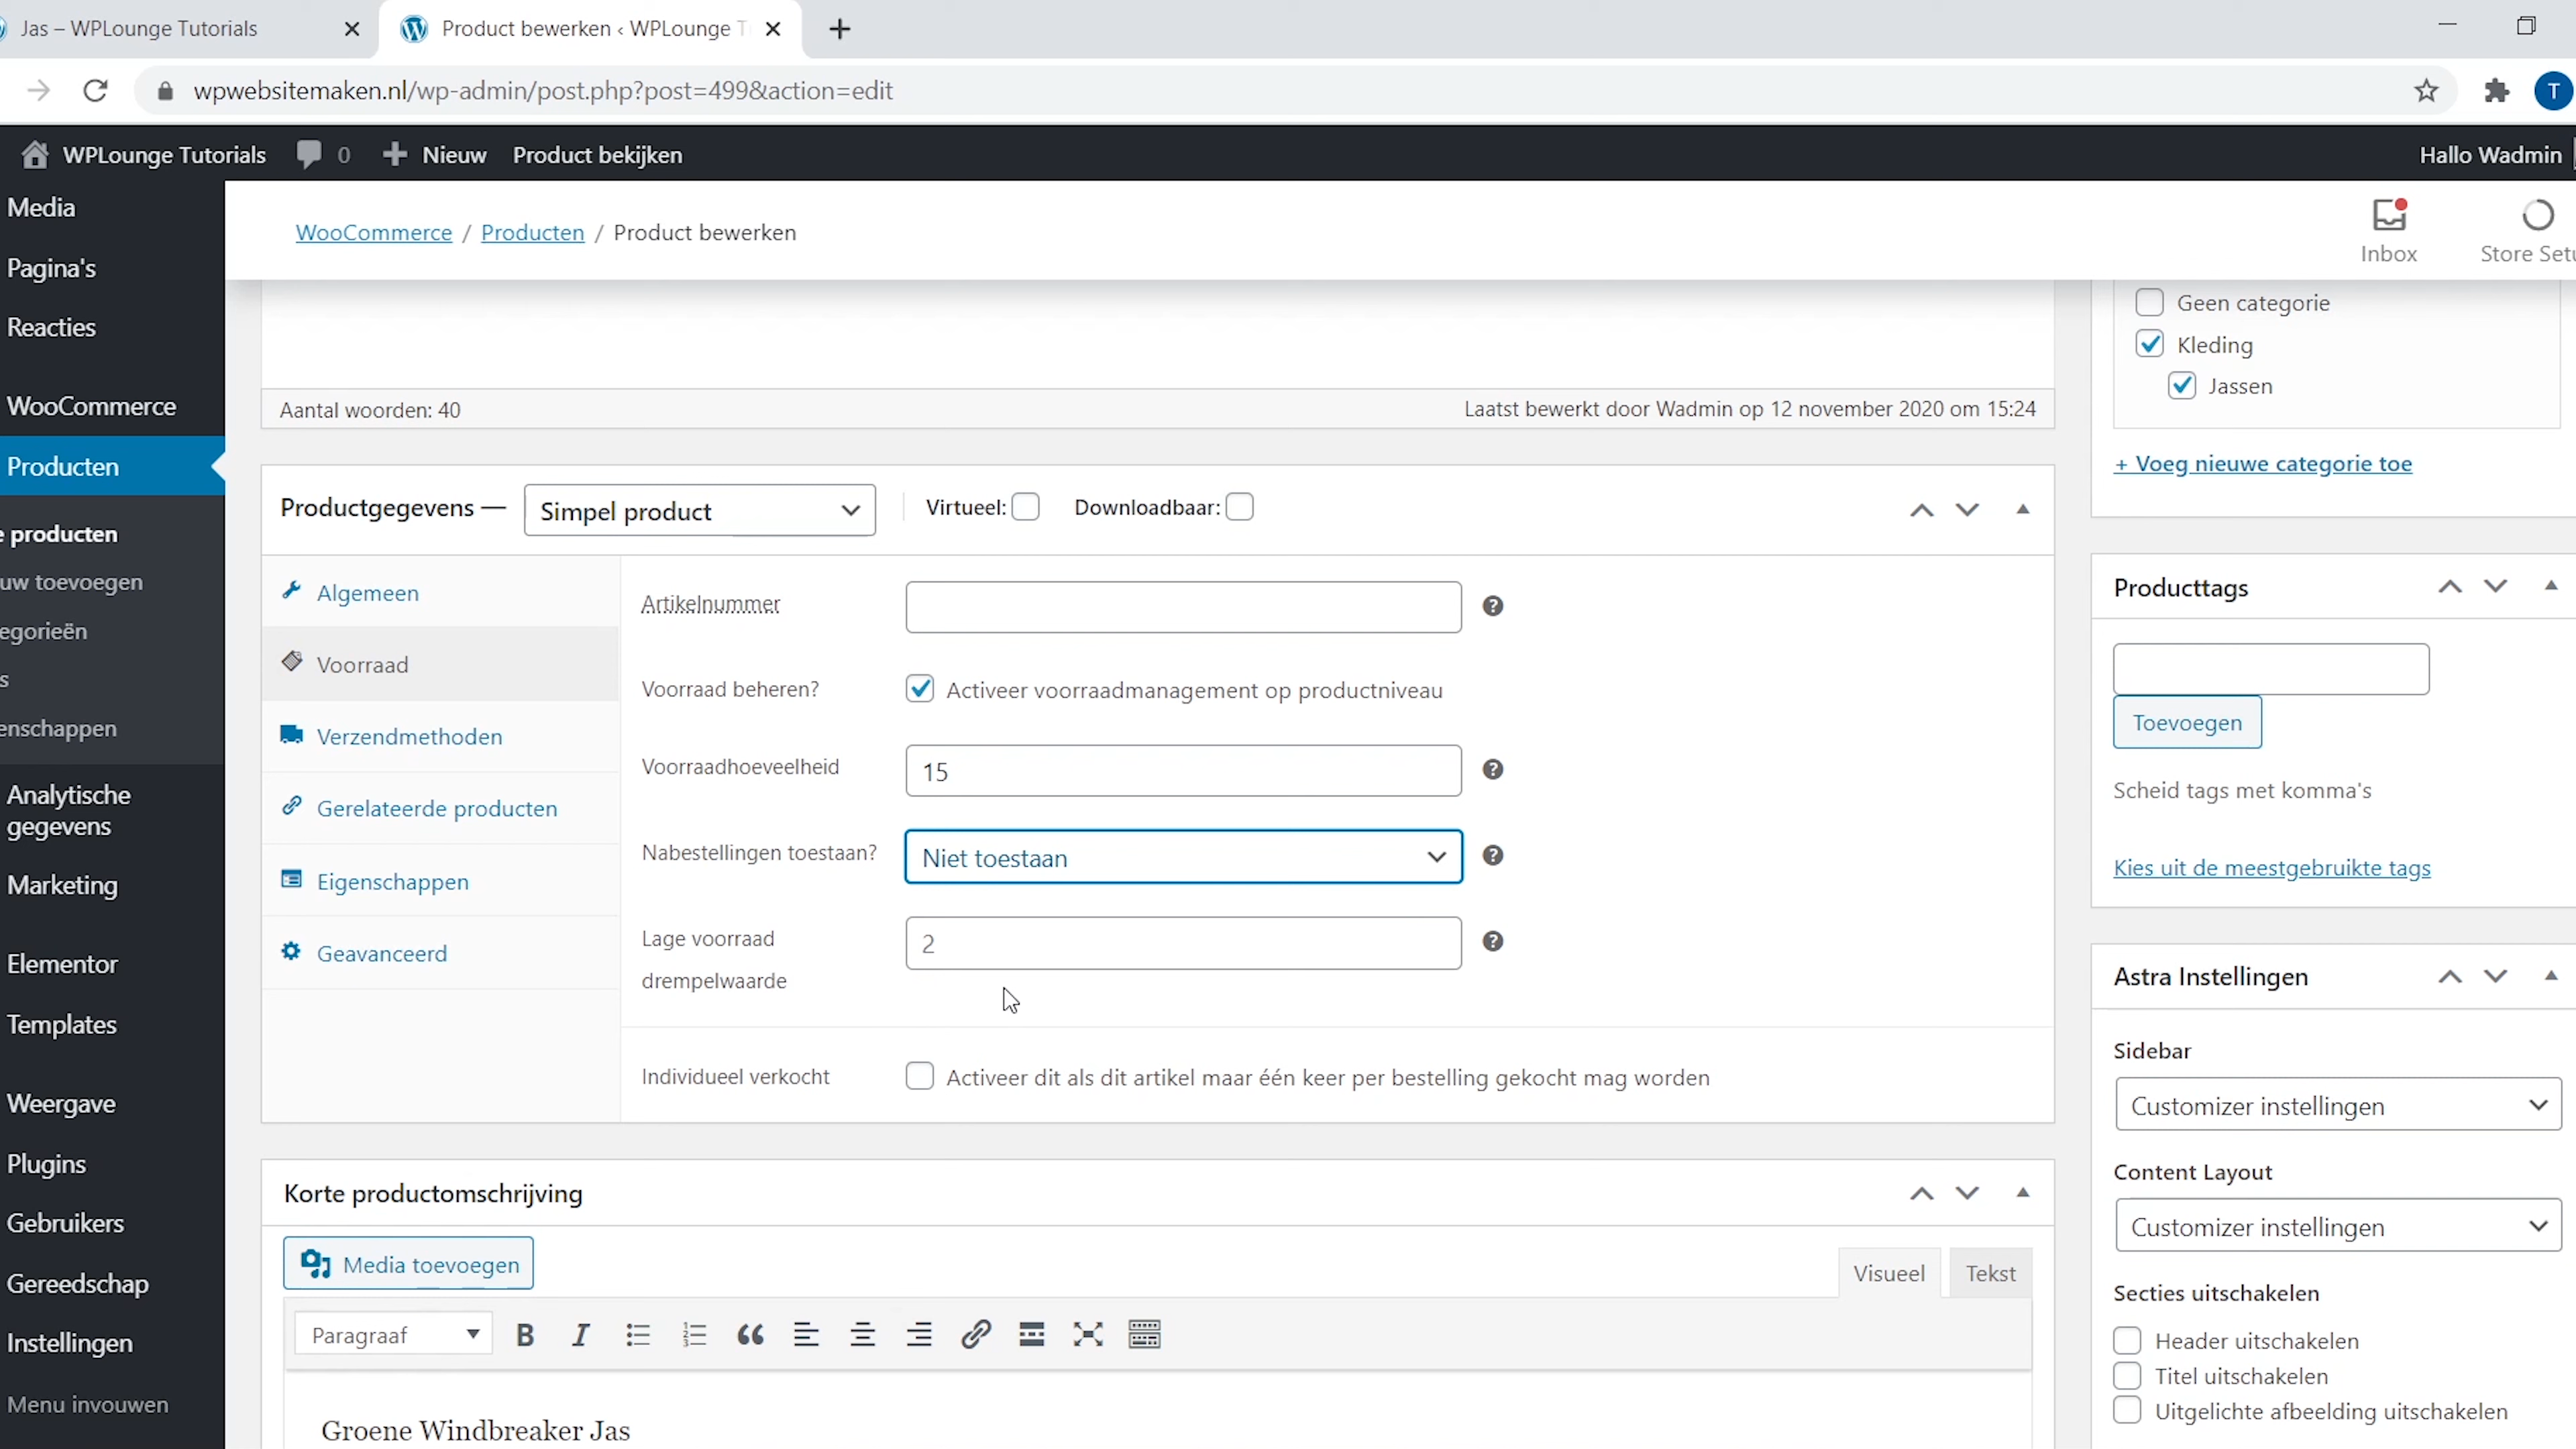 Jas – WPLounge Tutorials
Product bewerken ‹ WPLounge T
wpwebsitemaken.nl/wp-admin/post.php?post=499&action=edit
T
WPLounge Tutorials
0
Nieuw
Product bekijken
Hallo Wadmin
Media
Pagina's
Reacties
WooCommerce
Producten
e producten
uw toevoegen
egorieën
s
enschappen
Analytische
gegevens
Marketing
Elementor
Templates
Weergave
Plugins
Gebruikers
Gereedschap
Instellingen
Menu invouwen
WooCommerce / Producten / Product bewerken
Inbox
Store Setu
Aantal woorden: 40
Laatst bewerkt door Wadmin op 12 november 2020 om 15:24
Productgegevens —
Simpel product
Virtueel:
Downloadbaar:
Algemeen
Voorraad
Verzendmethoden
Gerelateerde producten
Eigenschappen
Geavanceerd
Artikelnummer
Voorraad beheren?
Activeer voorraadmanagement op productniveau
Voorraadhoeveelheid
15
Nabestellingen toestaan?
Niet toestaan
Lage voorraad
drempelwaarde
2
Individueel verkocht
Activeer dit als dit artikel maar één keer per bestelling gekocht mag worden
Korte productomschrijving
Media toevoegen
Visueel
Tekst
Paragraaf
Groene Windbreaker Jas
Geen categorie
Kleding
Jassen
+ Voeg nieuwe categorie toe
Producttags
Toevoegen
Scheid tags met komma's
Kies uit de meestgebruikte tags
Astra Instellingen
Sidebar
Customizer instellingen
Content Layout
Customizer instellingen
Secties uitschakelen
Header uitschakelen
Titel uitschakelen
Uitgelichte afbeelding uitschakelen